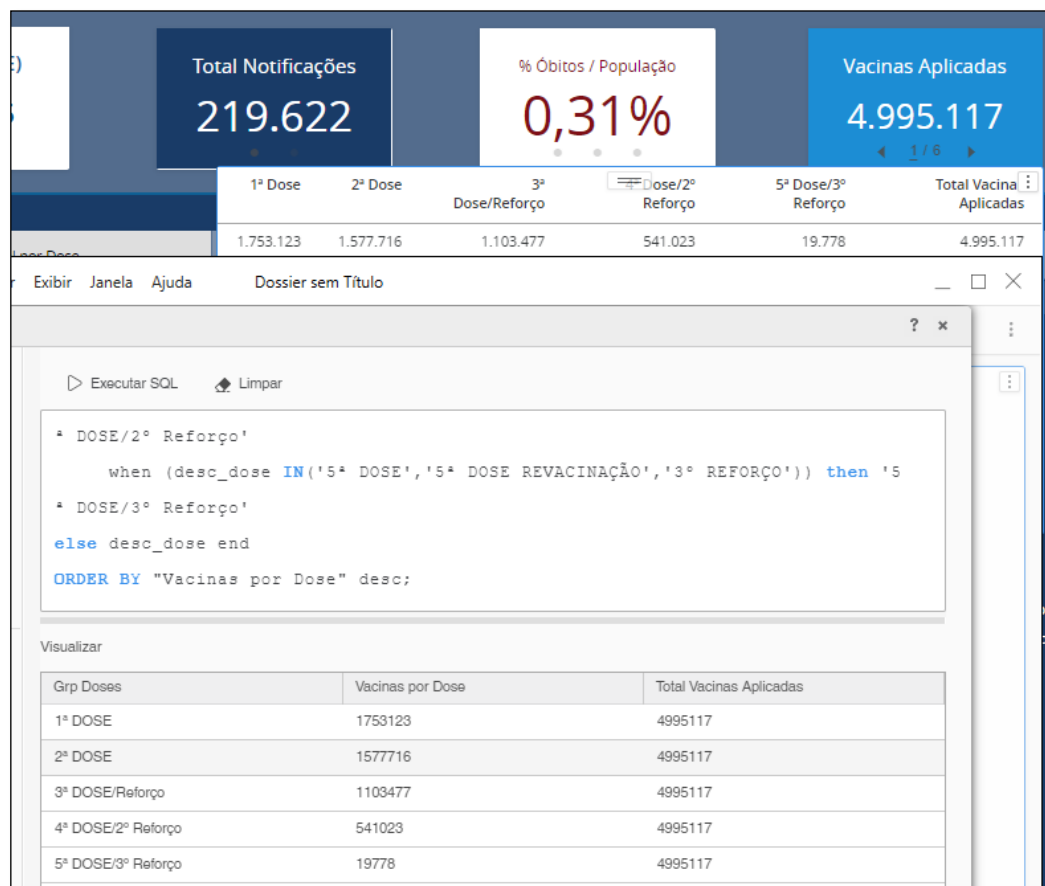 Total Notificações
219.622
% Óbitos / População
0,31%
Vacinas Aplicadas
4.995.117
1 / 6
1ª Dose 2ª Dose 3ª Dose/Reforço 4ª Dose/2º Reforço 5ª Dose/3º Reforço Total Vacina Aplicadas
1.753.123 1.577.716 1.103.477 541.023 19.778 4.995.117
Exibir Janela Ajuda Dossier sem Título
? ×
Executar SQL Limpar
ª DOSE/2º Reforço'
when (desc_dose IN('5ª DOSE','5ª DOSE REVACINAÇÃO','3º REFORÇO')) then '5
ª DOSE/3º Reforço'
else desc_dose end
ORDER BY "Vacinas por Dose" desc;
Visualizar
Grp Doses Vacinas por Dose Total Vacinas Aplicadas
1ª DOSE 1753123 4995117
2ª DOSE 1577716 4995117
3ª DOSE/Reforço 1103477 4995117
4ª DOSE/2º Reforço 541023 4995117
5ª DOSE/3º Reforço 19778 4995117